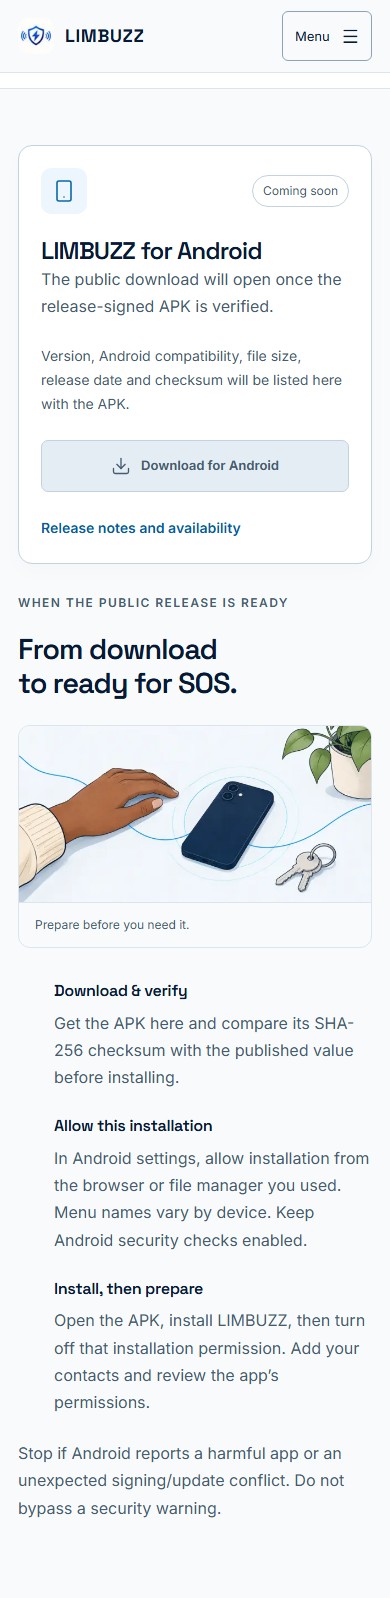 LIMBUZZ
Menu
Coming soon
LIMBUZZ for Android
The public download will open once the
release-signed APK is verified.
Version, Android compatibility, file size,
release date and checksum will be listed here
with the APK.
Download for Android
Release notes and availability
WHEN THE PUBLIC RELEASE IS READY
From download
to ready for SOS.
Prepare before you need it.
Download & verify
Get the APK here and compare its SHA-
256 checksum with the published value
before installing.
Allow this installation
In Android settings, allow installation from
the browser or file manager you used.
Menu names vary by device. Keep
Android security checks enabled.
Install, then prepare
Open the APK, install LIMBUZZ, then turn
off that installation permission. Add your
contacts and review the app’s
permissions.
Stop if Android reports a harmful app or an
unexpected signing/update conflict. Do not
bypass a security warning.